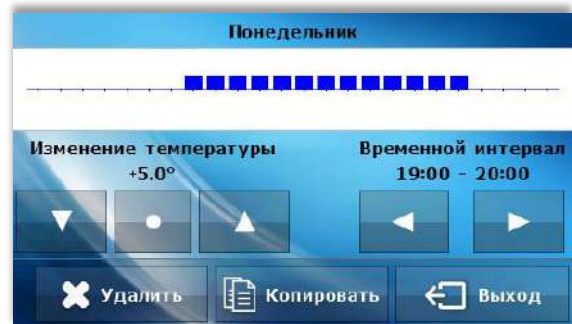 Понедельник
Изменение температуры
+5.0°
Временной интервал
19:00 - 20:00
Удалить
Копировать
Выход